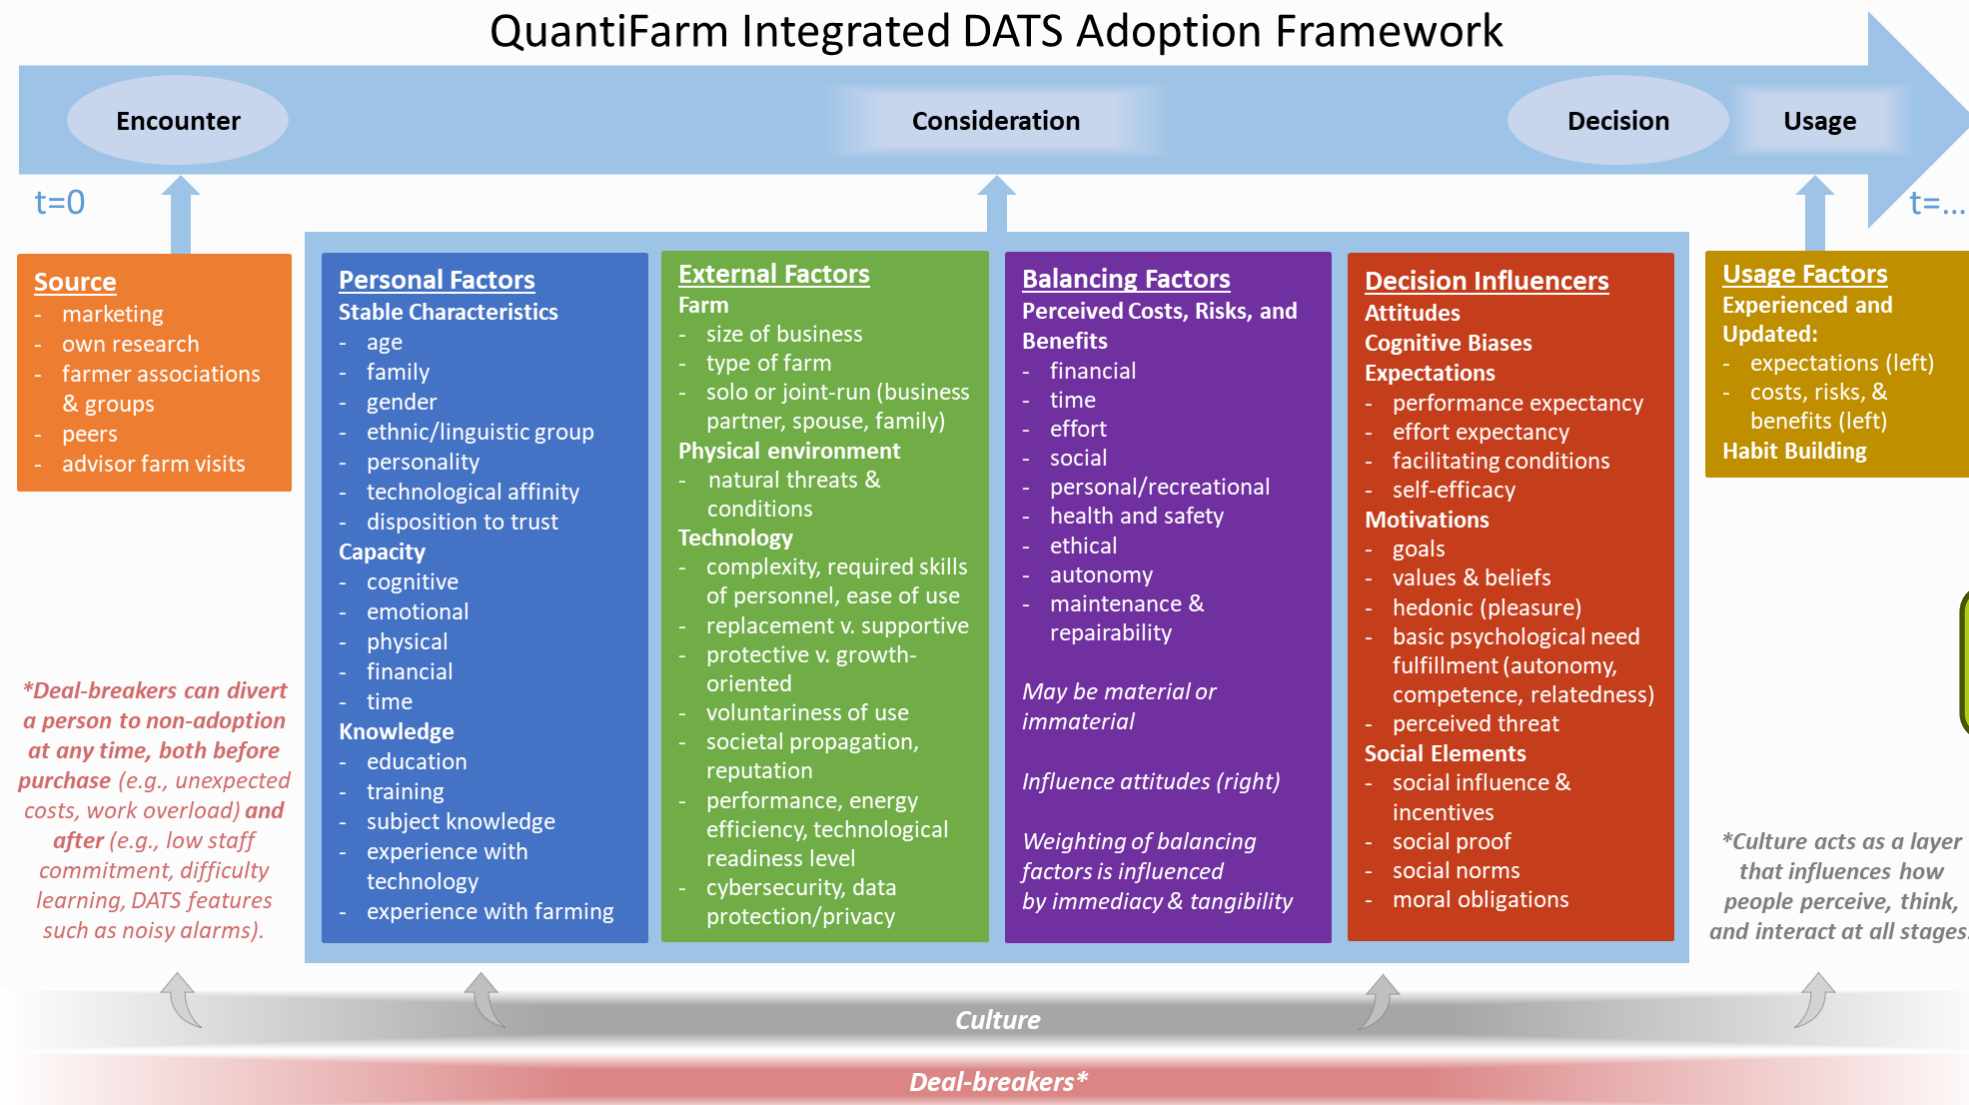 QuantiFarm Integrated DATS Adoption Framework
Encounter
Consideration
Decision
Usage
t=0
t=...
Source
- marketing
- own research
- farmer associations
& groups
- peers
- advisor farm visits
Personal Factors
Stable Characteristics
- age
- family
- gender
- ethnic/linguistic group
- personality
- technological affinity
- disposition to trust
Capacity
- cognitive
- emotional
- physical
- financial
- time
Knowledge
- education
- training
- subject knowledge
- experience with
technology
- experience with farming
External Factors
Farm
- size of business
- type of farm
- solo or joint-run (business
partner, spouse, family)
Physical environment
- natural threats &
conditions
Technology
- complexity, required skills
of personnel, ease of use
- replacement v. supportive
- protective v. growth-
oriented
- voluntariness of use
- societal propagation,
reputation
- performance, energy
efficiency, technological
readiness level
- cybersecurity, data
protection/privacy
Balancing Factors
Perceived Costs, Risks, and
Benefits
- financial
- time
- effort
- social
- personal/recreational
- health and safety
- ethical
- autonomy
- maintenance &
repairability
May be material or
immaterial
Influence attitudes (right)
Weighting of balancing
factors is influenced
by immediacy & tangibility
Decision Influencers
Attitudes
Cognitive Biases
Expectations
- performance expectancy
- effort expectancy
- facilitating conditions
- self-efficacy
Motivations
- goals
- values & beliefs
- hedonic (pleasure)
- basic psychological need
fulfillment (autonomy,
competence, relatedness)
- perceived threat
Social Elements
- social influence &
incentives
- social proof
- social norms
- moral obligations
Usage Factors
Experienced and
Updated:
- expectations (left)
- costs, risks, &
benefits (left)
Habit Building
*Deal-breakers can divert
a person to non-adoption
at any time, both before
purchase (e.g., unexpected
costs, work overload) and
after (e.g., low staff
commitment, difficulty
learning, DATS features
such as noisy alarms).
*Culture acts as a layer
that influences how
people perceive, think,
and interact at all stages.
Culture
Deal-breakers*